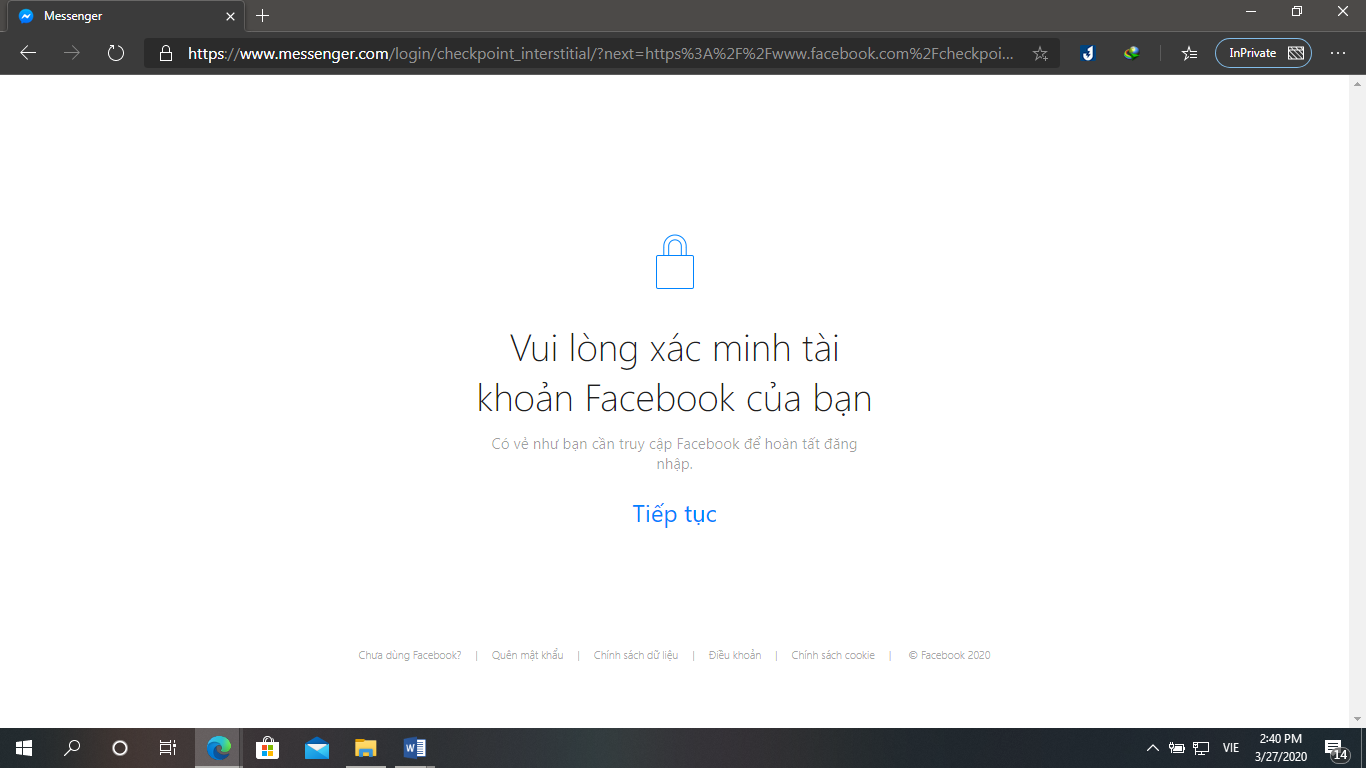 Messenger
https://www.messenger.com/login/checkpoint_interstitial/?next=https%3A%2F%2Fwww.facebook.com%2Fcheckpoi...
InPrivate
Vui lòng xác minh tài
khoản Facebook của bạn
Có vẻ như bạn cần truy cập Facebook để hoàn tất đăng
nhập.
Tiếp tục
Chưa dùng Facebook? | Quên mật khẩu | Chính sách dữ liệu | Điều khoản | Chính sách cookie | © Facebook 2020
VIE
2:40 PM
3/27/2020
14